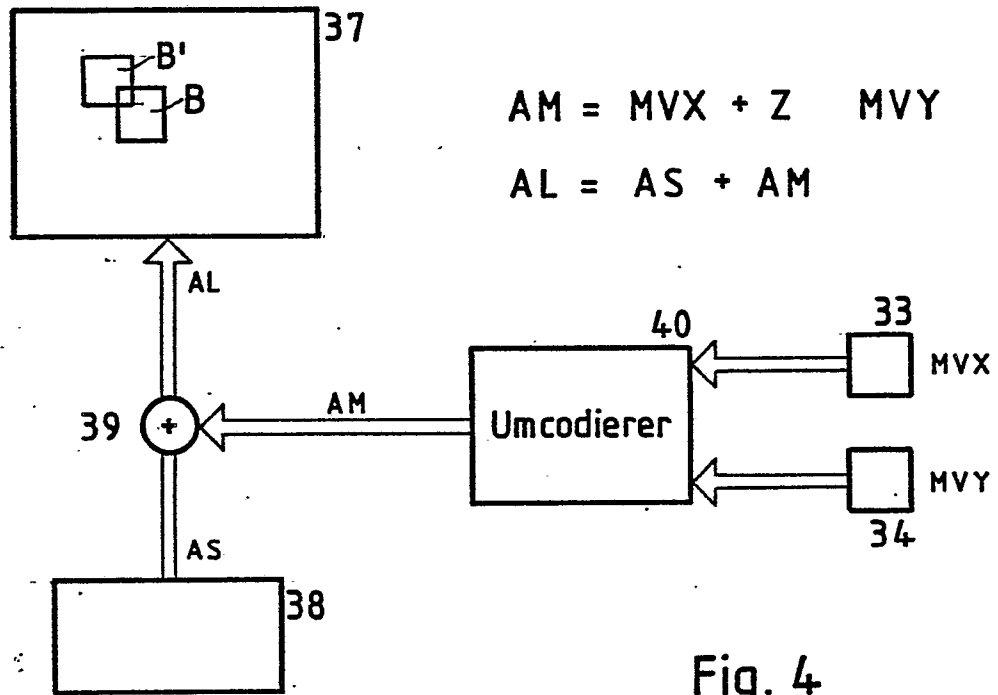 37
B'
B
AM = MVX + Z MVY
AL = AS + AM
AL
40
33
MVX
39
+
AM
Umcodierer
MVY
34
AS
38
Fig. 4